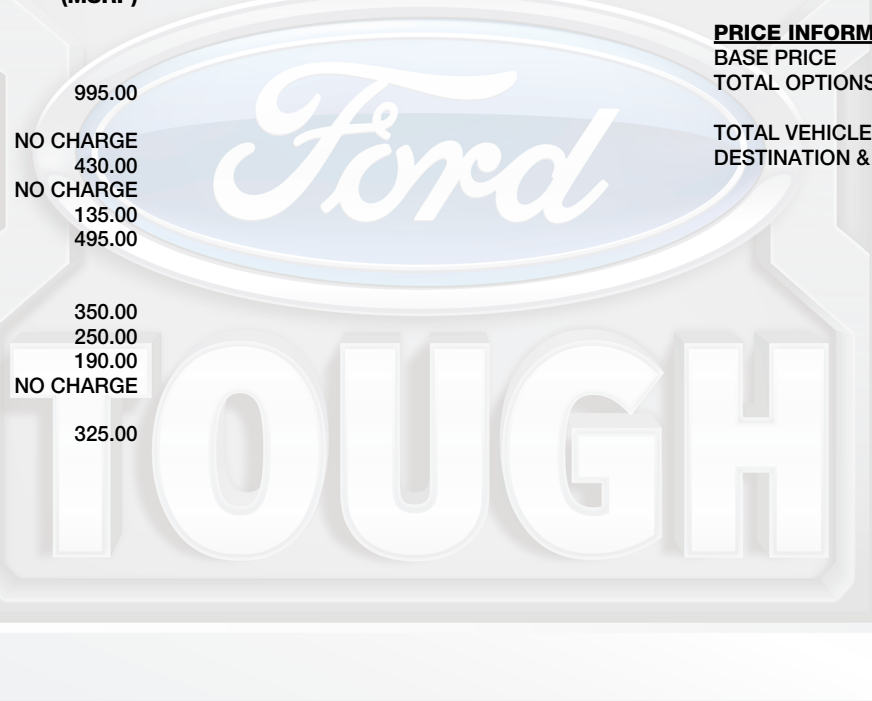 (MSRP)
995.00
NO CHARGE
430.00
NO CHARGE
135.00
495.00
350.00
250.00
190.00
NO CHARGE
325.00
PRICE INFORM
BASE PRICE
TOTAL OPTIONS
TOTAL VEHICLE
DESTINATION &
Ford
TOUGH